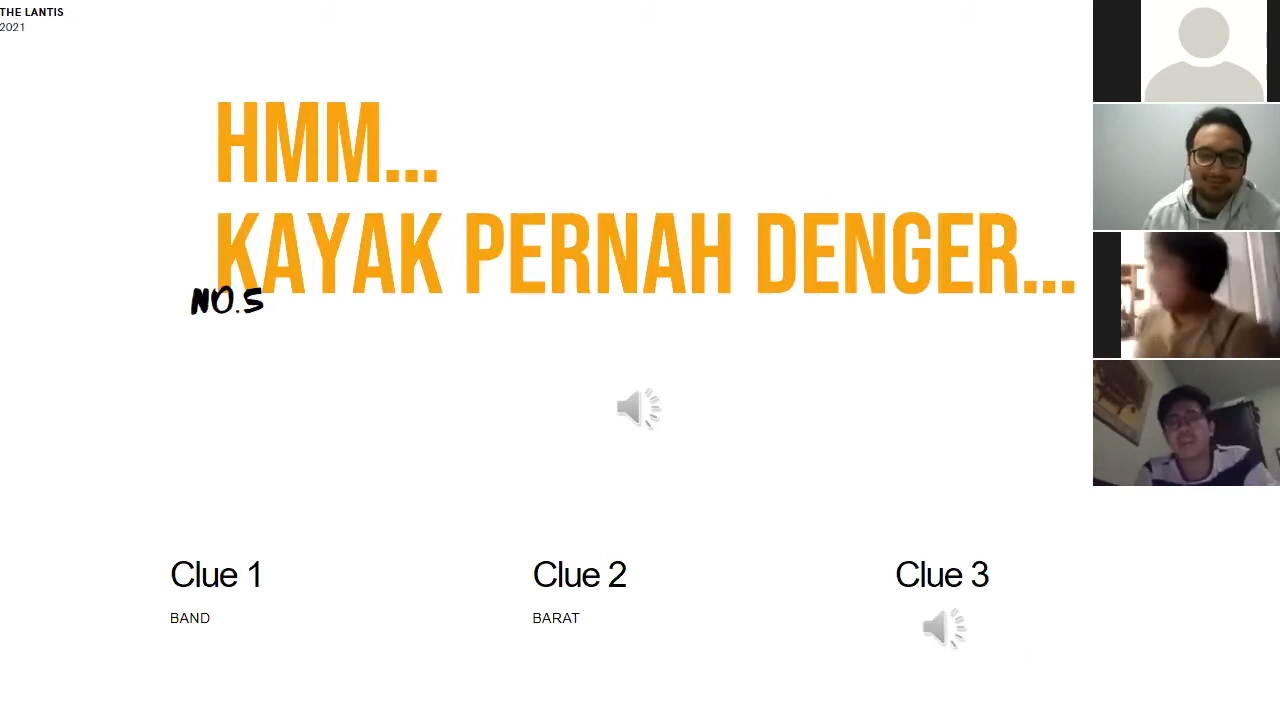 THE LANTIS
2021
HMM...
KAYAK PERNAH DENGER...
NO.5
Clue 1
Clue 2
Clue 3
BAND
BARAT